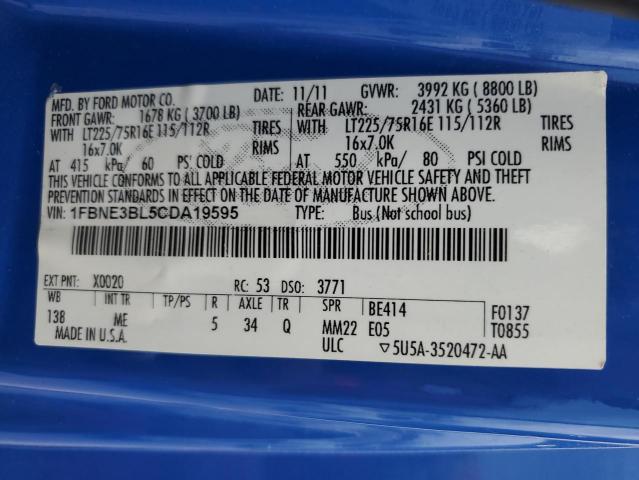 MFD. BY FORD MOTOR CO. DATE: 11/11 GVWR: 3992 KG ( 8800 LB)
FRONT GAWR: 1678 KG ( 3700 LB) REAR GAWR: 2431 KG ( 5360 LB)
WITH LT225/75R16E 115/112R TIRES WITH LT225/75R16E 115/112R TIRES
16x7.0K RIMS 16x7.0K RIMS
AT 415 kPa/ 60 PSI COLD AT 550 kPa/ 80 PSI COLD
THIS VEHICLE CONFORMS TO ALL APPLICABLE FEDERAL MOTOR VEHICLE SAFETY AND THEFT
PREVENTION STANDARDS IN EFFECT ON THE DATE OF MANUFACTURE SHOWN ABOVE.
VIN: 1FBNE3BL5CDA19595 TYPE: Bus (Not school bus)
EXT PNT: X0020 RC: 53 DSO: 3771
WB INT TR TP/PS R AXLE TR SPR BE414 F0137
138 ME 5 34 Q MM22 E05 T0855
MADE IN U.S.A. ULC ▽5U5A-3520472-AA